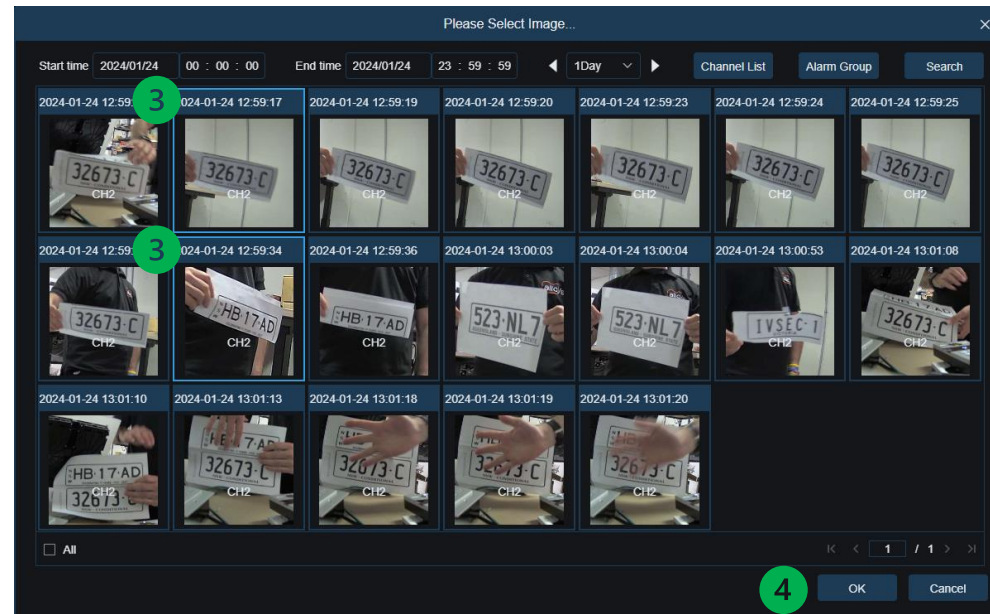 Please Select Image...
Start time 2024/01/24 00 : 00 : 00 End time 2024/01/24 23 : 59 : 59 1Day Channel List Alarm Group Search
2024-01-24 12:59: 3 2024-01-24 12:59:17 2024-01-24 12:59:19 2024-01-24 12:59:20 2024-01-24 12:59:23 2024-01-24 12:59:24 2024-01-24 12:59:25
32673·C 32673·C 32673·C 32673·C 32673·C 32673·C 32673·C
CH2 CH2 CH2 CH2 CH2 CH2 CH2
2024-01-24 12:59: 3 2024-01-24 12:59:34 2024-01-24 12:59:36 2024-01-24 13:00:03 2024-01-24 13:00:04 2024-01-24 13:00:53 2024-01-24 13:01:08
32673·C HB·17·AD HB·17·AD 523·NL7 523·NL7 IVSEC·1 32673·C
CH2 CH2 CH2 CH2 CH2 CH2 CH2
2024-01-24 13:01:10 2024-01-24 13:01:13 2024-01-24 13:01:18 2024-01-24 13:01:19 2024-01-24 13:01:20
HB·17·AD
32673·C 32673·C 32673·C 32673·C
CH2 CH2 CH2 CH2 CH2
All 1 / 1
4 OK Cancel